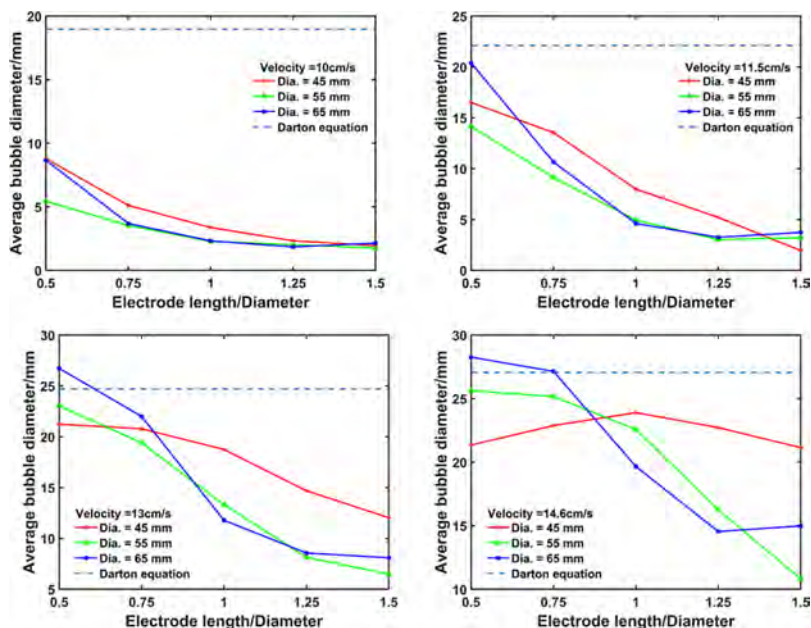 20
15
10
5
0
Average bubble diameter/mm
Velocity =10cm/s
Dia. = 45 mm
Dia. = 55 mm
Dia. = 65 mm
Darton equation
0.5 0.75 1 1.25 1.5
Electrode length/Diameter
25
20
15
10
5
0
Average bubble diameter/mm
Velocity =11.5cm/s
Dia. = 45 mm
Dia. = 55 mm
Dia. = 65 mm
Darton equation
0.5 0.75 1 1.25 1.5
Electrode length/Diameter
30
25
20
15
10
5
Average bubble diameter/mm
Velocity =13cm/s
Dia. = 45 mm
Dia. = 55 mm
Dia. = 65 mm
Darton equation
0.5 0.75 1 1.25 1.5
Electrode length/Diameter
30
25
20
15
10
Average bubble diameter/mm
Velocity =14.6cm/s
Dia. = 45 mm
Dia. = 55 mm
Dia. = 65 mm
Darton equation
0.5 0.75 1 1.25 1.5
Electrode length/Diameter